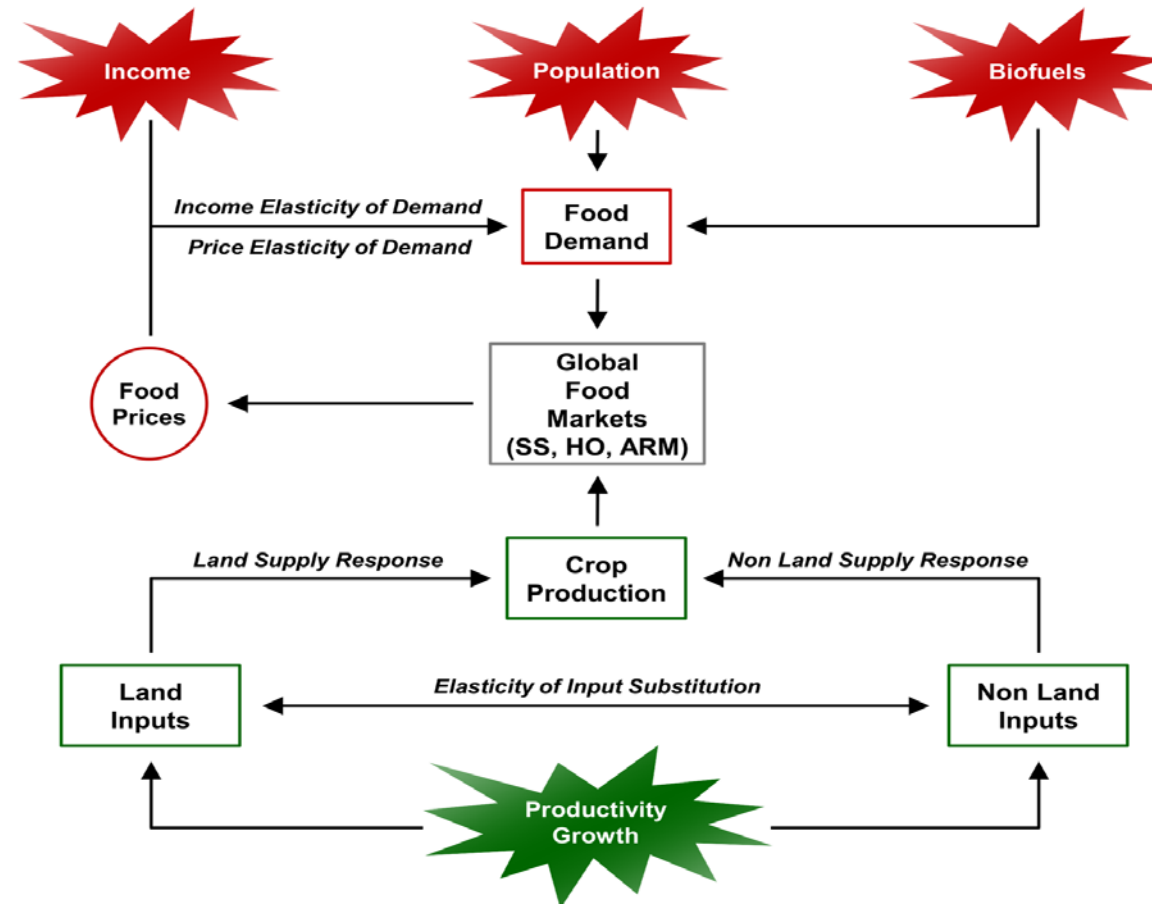 Income
Population
Biofuels
Income Elasticity of Demand
Price Elasticity of Demand
Food
Demand
Food
Prices
Global
Food
Markets
(SS, HO, ARM)
Land Supply Response
Crop
Production
Non Land Supply Response
Land
Inputs
Elasticity of Input Substitution
Non Land
Inputs
Productivity
Growth